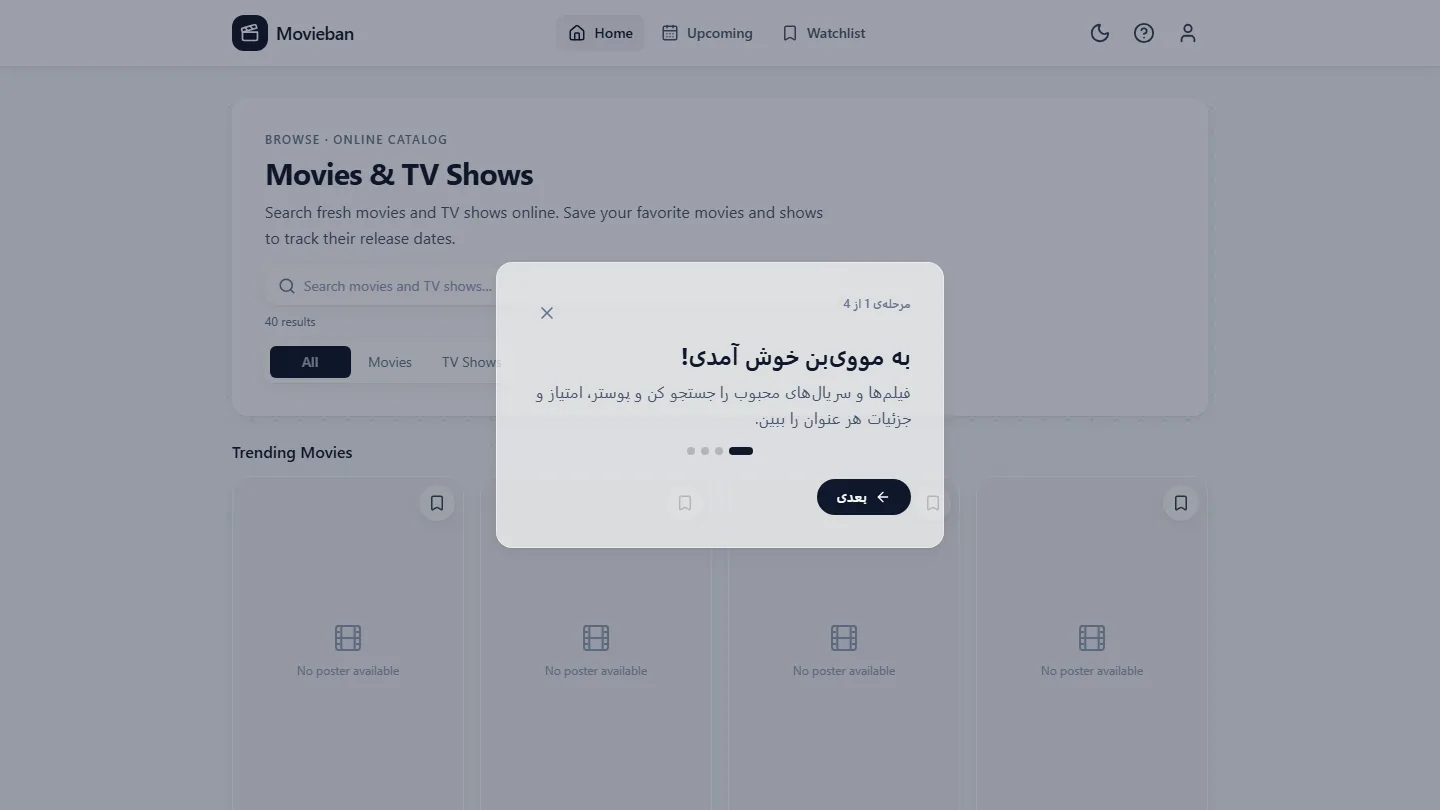 Movieban
Home
Upcoming
Watchlist
BROWSE · ONLINE CATALOG
Movies & TV Shows
Search fresh movies and TV shows online. Save your favorite movies and shows
to track their release dates.
Search movies and TV shows...
40 results
All
Movies
TV Shows
مرحله‌ی 1 از 4
به مووی‌بن خوش آمدی!
فیلم‌ها و سریال‌های محبوب را جستجو کن و پوستر، امتیاز و
جزئیات هر عنوان را ببین.
بعدی
Trending Movies
No poster available
No poster available
No poster available
No poster available